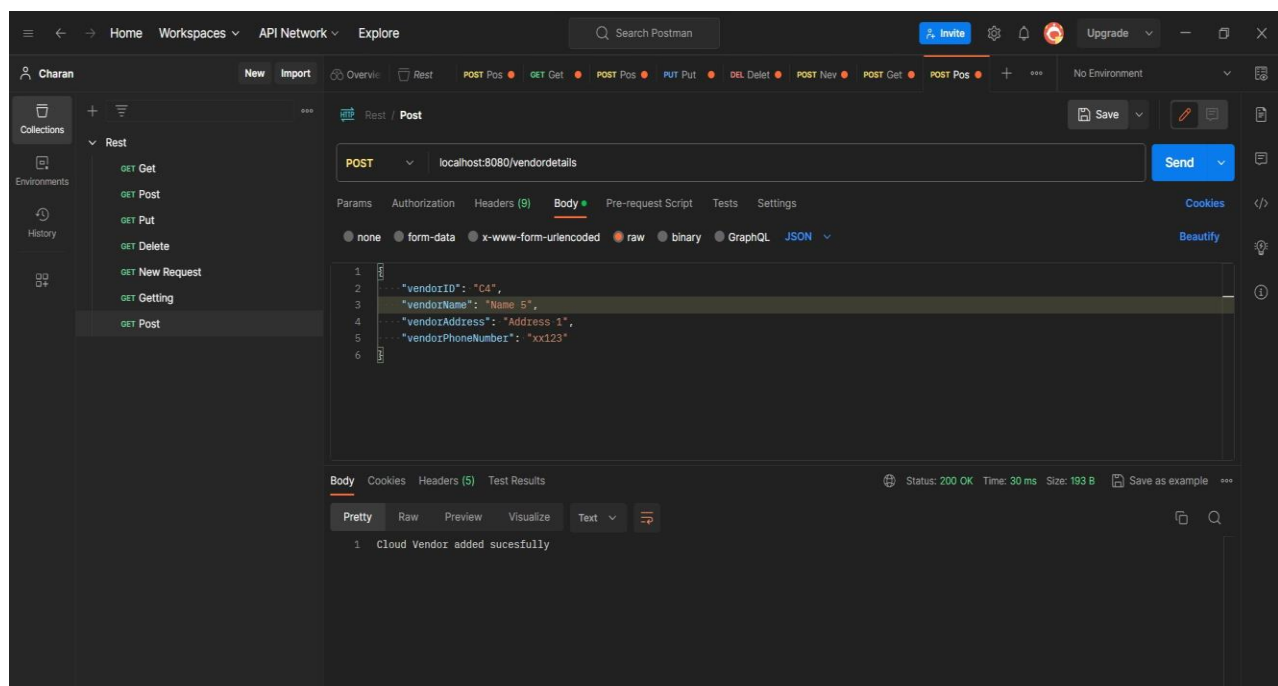 Home Workspaces API Network Explore Search Postman Invite Upgrade
Charan New Import Overvie Rest POST Pos GET Get POST Pos PUT Put DEL Delet POST Nev POST Get POST Pos No Environment
Collections
Environments
History
Rest
GET Get
GET Post
GET Put
GET Delete
GET New Request
GET Getting
GET Post
HTTP Rest / Post Save
POST localhost:8080/vendordetails Send
Params Authorization Headers (9) Body Pre-request Script Tests Settings Cookies
none form-data x-www-form-urlencoded raw binary GraphQL JSON Beautify
1 {
2 "vendorID": "C4",
3 "vendorName": "Name 5",
4 "vendorAddress": "Address 1",
5 "vendorPhoneNumber": "xx123"
6 }
Body Cookies Headers (5) Test Results Status: 200 OK Time: 30 ms Size: 193 B Save as example
Pretty Raw Preview Visualize Text
1 Cloud Vendor added sucesfully